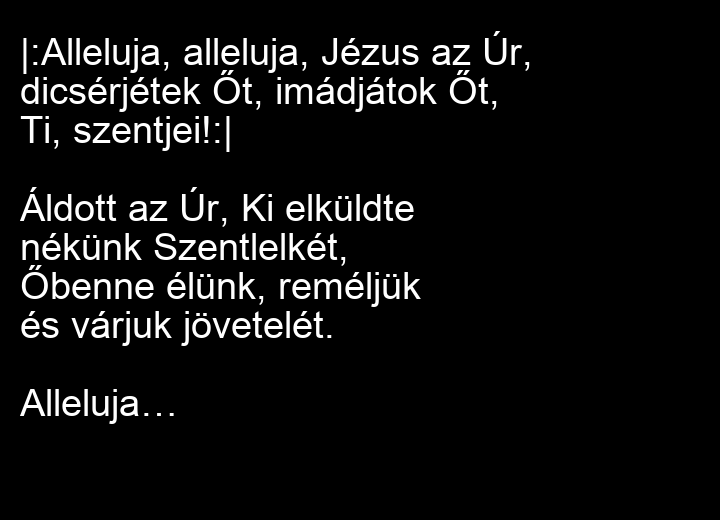 |:Alleluja, alleluja, Jézus az Úr,
dicsérjétek Őt, imádjátok Őt,
Ti, szentjei!:|
Áldott az Úr, Ki elküldte
nékünk Szentlelkét,
Őbenne élünk, reméljük
és várjuk jövetelét.
Alleluja…